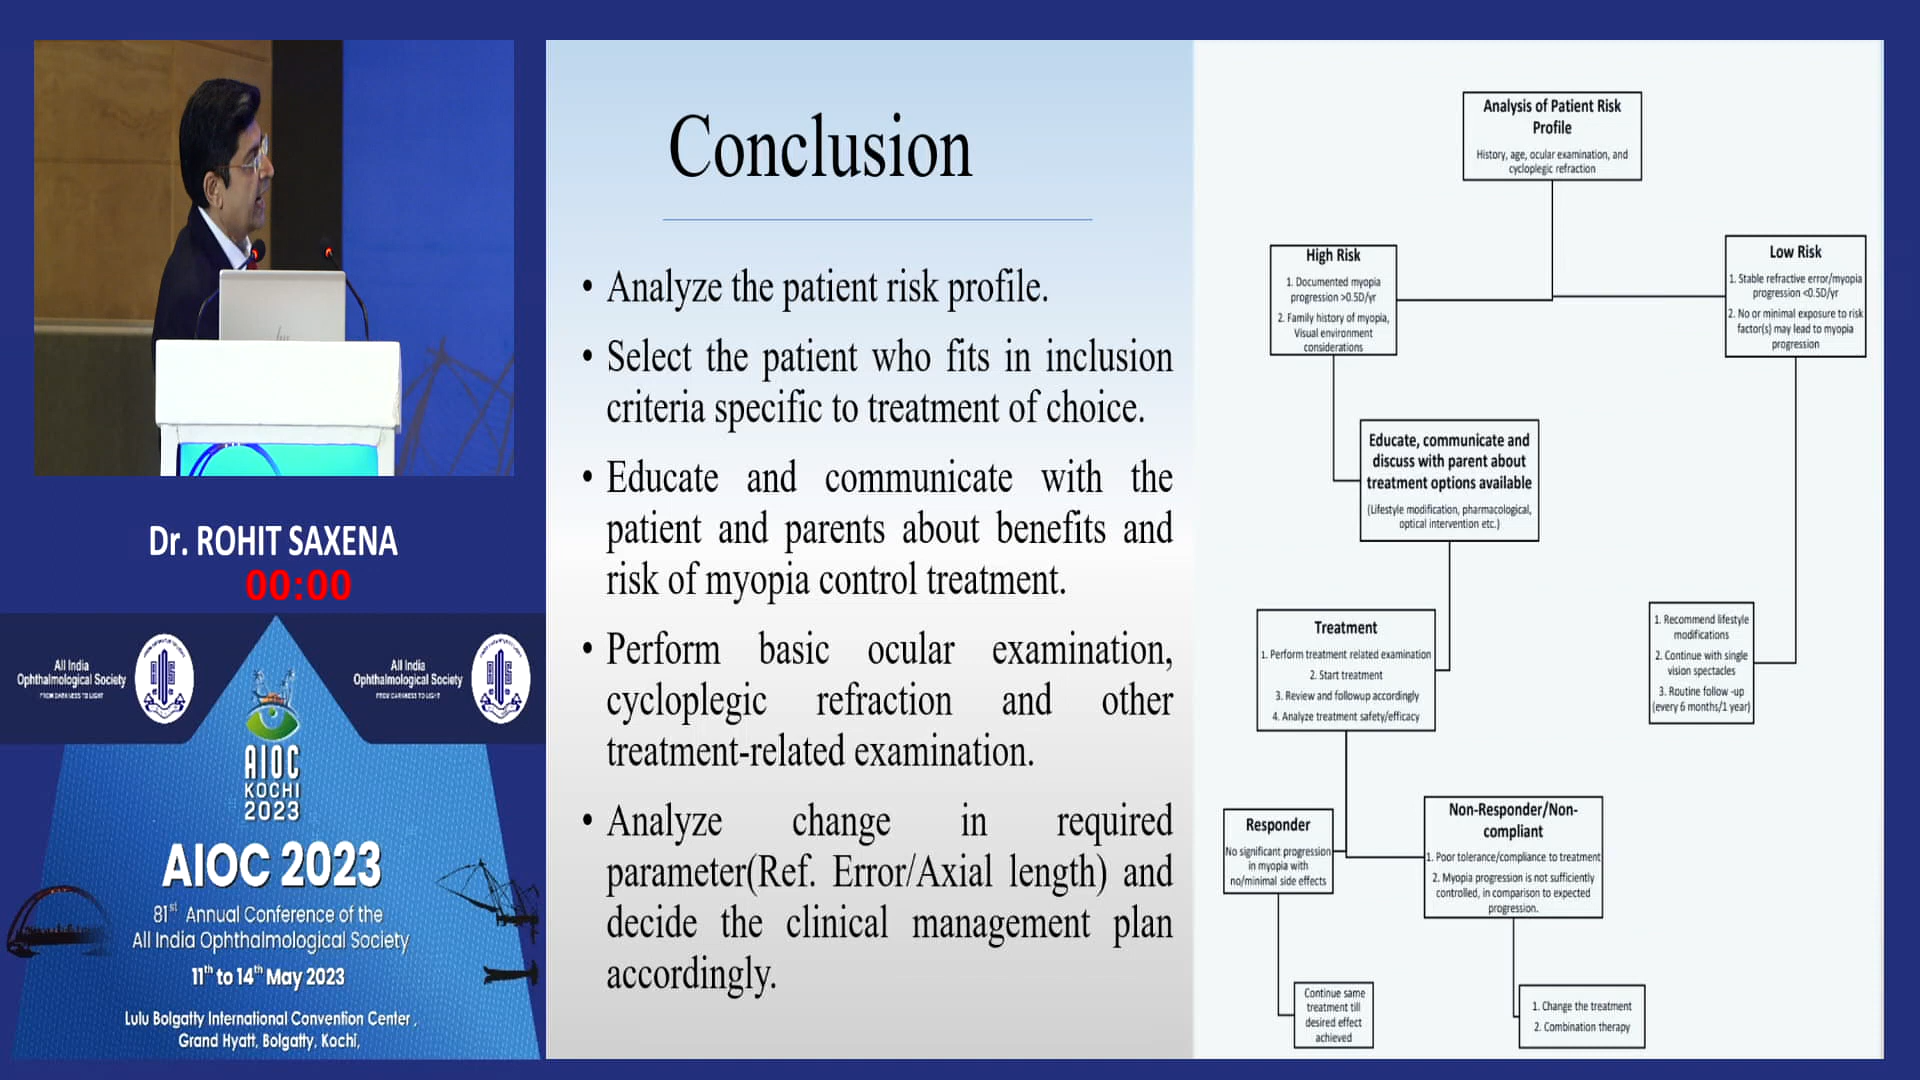 Dr. ROHIT SAXENA
00:00
All India
Ophthalmological Society
FROM DARKNESS TO LIGHT
All India
Ophthalmological Society
FROM DARKNESS TO LIGHT
AIOC
KOCHI
2023
AIOC 2023
81st Annual Conference of the
All India Ophthalmological Society
11th to 14th May 2023
Lulu Bolgatty International Convention Center ,
Grand Hyatt, Bolgatty, Kochi,
Conclusion
• Analyze the patient risk profile.
• Select the patient who fits in inclusion
criteria specific to treatment of choice.
• Educate and communicate with the
patient and parents about benefits and
risk of myopia control treatment.
• Perform basic ocular examination,
cycloplegic refraction and other
treatment-related examination.
• Analyze change in required
parameter(Ref. Error/Axial length) and
decide the clinical management plan
accordingly.
Analysis of Patient Risk
Profile
History, age, ocular examination, and
cycloplegic refraction
High Risk
1. Documented myopia
progression >0.5D/yr
2. Family history of myopia,
Visual environment
considerations
Low Risk
1. Stable refractive error/myopia
progression <0.5D/yr
2. No or minimal exposure to risk
factor(s) may lead to myopia
progression
Educate, communicate and
discuss with parent about
treatment options available
(Lifestyle modification, pharmacological,
optical intervention etc.)
Treatment
1. Perform treatment related examination
2. Start treatment
3. Review and followup accordingly
4. Analyze treatment safety/efficacy
1. Recommend lifestyle
modifications
2. Continue with single
vision spectacles
3. Routine follow -up
(every 6 months/1 year)
Responder
No significant progression
in myopia with
no/minimal side effects
Non-Responder/Non-
compliant
1. Poor tolerance/compliance to treatment
2. Myopia progression is not sufficiently
controlled, in comparison to expected
progression.
Continue same
treatment till
desired effect
achieved
1. Change the treatment
2. Combination therapy